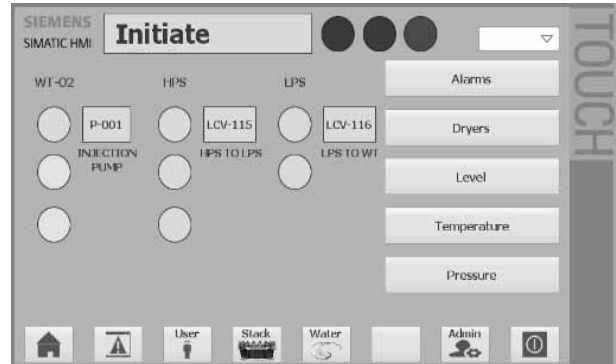 SIEMENS
SIMATIC HMI
Initiate
TOUCH
WT-02
HPS
LPS
Alarms
P-001
LCV-115
LCV-116
Dryers
INJECTION
PUMP
HPS TO LPS
LPS TO WT
Level
Temperature
Pressure
User
Stack
Water
Admin